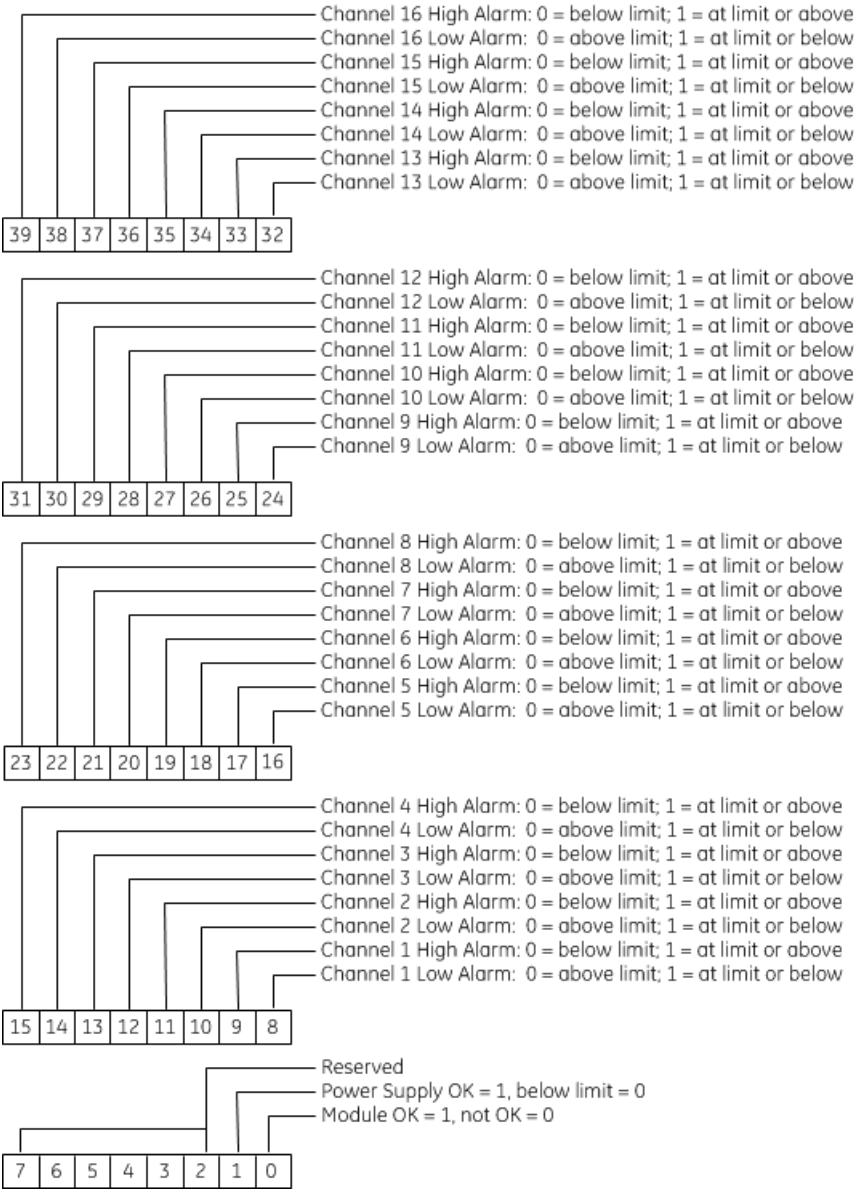 Channel 16 High Alarm: 0 = below limit; 1 = at limit or above
Channel 16 Low Alarm: 0 = above limit; 1 = at limit or below
Channel 15 High Alarm: 0 = below limit; 1 = at limit or above
Channel 15 Low Alarm: 0 = above limit; 1 = at limit or below
Channel 14 High Alarm: 0 = below limit; 1 = at limit or above
Channel 14 Low Alarm: 0 = above limit; 1 = at limit or below
Channel 13 High Alarm: 0 = below limit; 1 = at limit or above
Channel 13 Low Alarm: 0 = above limit; 1 = at limit or below
39 38 37 36 35 34 33 32
Channel 12 High Alarm: 0 = below limit; 1 = at limit or above
Channel 12 Low Alarm: 0 = above limit; 1 = at limit or below
Channel 11 High Alarm: 0 = below limit; 1 = at limit or above
Channel 11 Low Alarm: 0 = above limit; 1 = at limit or below
Channel 10 High Alarm: 0 = below limit; 1 = at limit or above
Channel 10 Low Alarm: 0 = above limit; 1 = at limit or below
Channel 9 High Alarm: 0 = below limit; 1 = at limit or above
Channel 9 Low Alarm: 0 = above limit; 1 = at limit or below
31 30 29 28 27 26 25 24
Channel 8 High Alarm: 0 = below limit; 1 = at limit or above
Channel 8 Low Alarm: 0 = above limit; 1 = at limit or below
Channel 7 High Alarm: 0 = below limit; 1 = at limit or above
Channel 7 Low Alarm: 0 = above limit; 1 = at limit or below
Channel 6 High Alarm: 0 = below limit; 1 = at limit or above
Channel 6 Low Alarm: 0 = above limit; 1 = at limit or below
Channel 5 High Alarm: 0 = below limit; 1 = at limit or above
Channel 5 Low Alarm: 0 = above limit; 1 = at limit or below
23 22 21 20 19 18 17 16
Channel 4 High Alarm: 0 = below limit; 1 = at limit or above
Channel 4 Low Alarm: 0 = above limit; 1 = at limit or below
Channel 3 High Alarm: 0 = below limit; 1 = at limit or above
Channel 3 Low Alarm: 0 = above limit; 1 = at limit or below
Channel 2 High Alarm: 0 = below limit; 1 = at limit or above
Channel 2 Low Alarm: 0 = above limit; 1 = at limit or below
Channel 1 High Alarm: 0 = below limit; 1 = at limit or above
Channel 1 Low Alarm: 0 = above limit; 1 = at limit or below
15 14 13 12 11 10 9 8
Reserved
Power Supply OK = 1, below limit = 0
Module OK = 1, not OK = 0
7 6 5 4 3 2 1 0